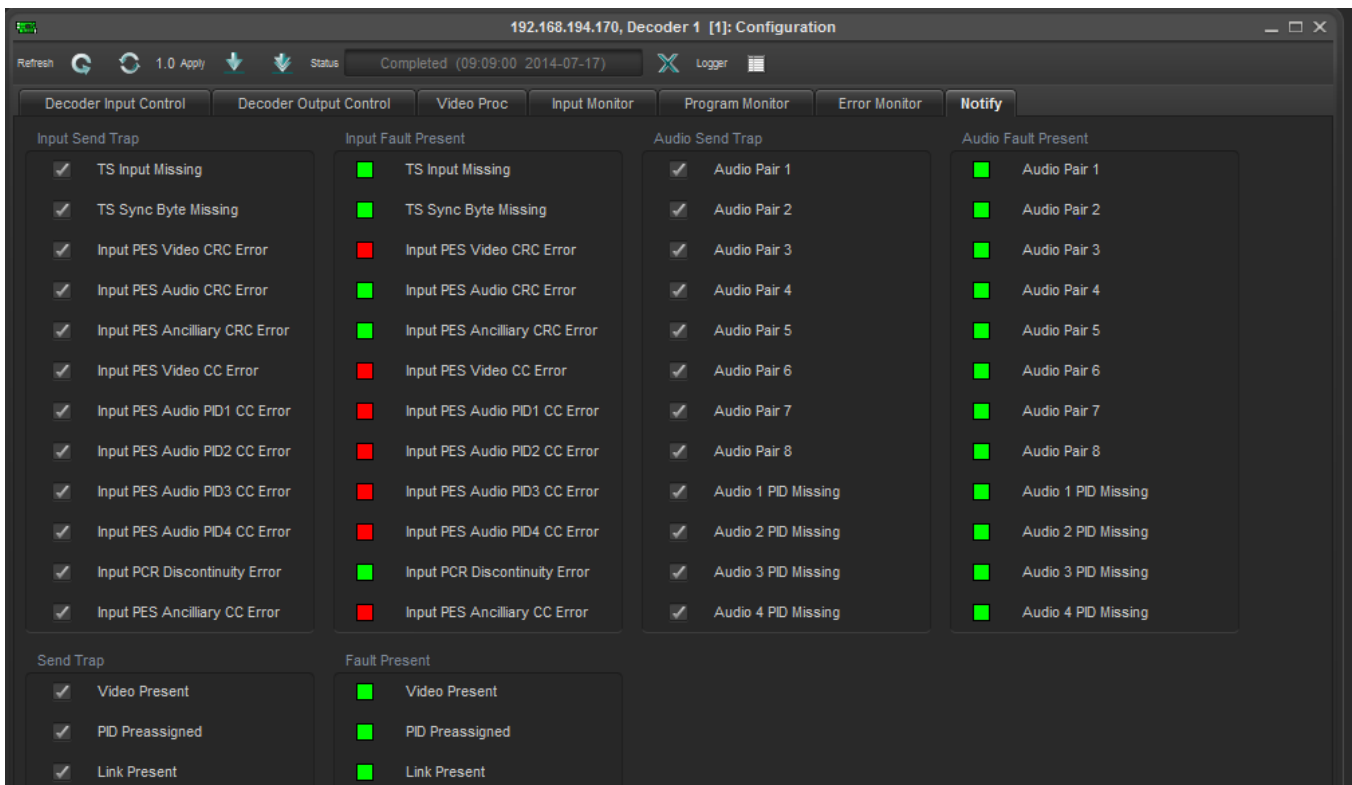 192.168.194.170, Decoder 1 [1]: Configuration
Refresh 1.0 Apply Status Completed (09:09:00 2014-07-17) Logger
Decoder Input Control Decoder Output Control Video Proc Input Monitor Program Monitor Error Monitor Notify
Input Send Trap Input Fault Present Audio Send Trap Audio Fault Present
TS Input Missing TS Input Missing Audio Pair 1 Audio Pair 1
TS Sync Byte Missing TS Sync Byte Missing Audio Pair 2 Audio Pair 2
Input PES Video CRC Error Input PES Video CRC Error Audio Pair 3 Audio Pair 3
Input PES Audio CRC Error Input PES Audio CRC Error Audio Pair 4 Audio Pair 4
Input PES Ancilliary CRC Error Input PES Ancilliary CRC Error Audio Pair 5 Audio Pair 5
Input PES Video CC Error Input PES Video CC Error Audio Pair 6 Audio Pair 6
Input PES Audio PID1 CC Error Input PES Audio PID1 CC Error Audio Pair 7 Audio Pair 7
Input PES Audio PID2 CC Error Input PES Audio PID2 CC Error Audio Pair 8 Audio Pair 8
Input PES Audio PID3 CC Error Input PES Audio PID3 CC Error Audio 1 PID Missing Audio 1 PID Missing
Input PES Audio PID4 CC Error Input PES Audio PID4 CC Error Audio 2 PID Missing Audio 2 PID Missing
Input PCR Discontinuity Error Input PCR Discontinuity Error Audio 3 PID Missing Audio 3 PID Missing
Input PES Ancilliary CC Error Input PES Ancilliary CC Error Audio 4 PID Missing Audio 4 PID Missing
Send Trap Fault Present
Video Present Video Present
PID Preassigned PID Preassigned
Link Present Link Present